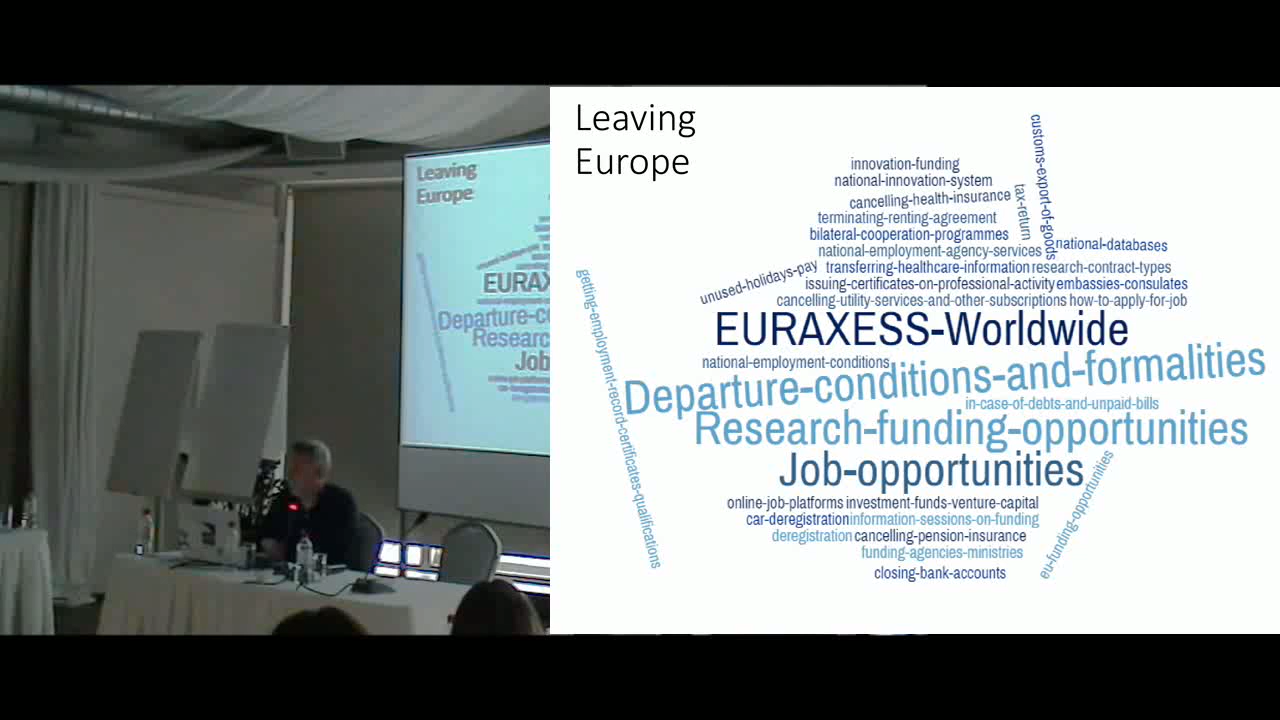 Leaving
Europe
EURAX
Departure-co
Research
Job
Leaving
Europe
customs-export-of-goods
innovation-funding
national-innovation-system
tax-return
cancelling-health-insurance
terminating-renting-agreement
bilateral-cooperation-programmes
national-employment-agency-services
national-databases
unused-holidays-pay
transferring-healthcare-information
research-contract-types
issuing-certificates-on-professional-activity
embassies-consulates
cancelling-utility-services-and-other-subscriptions
how-to-apply-for-job
getting-employment-record-certificates-qualifications
EURAXESS-Worldwide
national-employment-conditions
Departure-conditions-and-formalities
in-case-of-debts-and-unpaid-bills
Research-funding-opportunities
Job-opportunities
eu-funding-opportunities
online-job-platforms
investment-funds-venture-capital
car-deregistration
information-sessions-on-funding
deregistration
cancelling-pension-insurance
funding-agencies-ministries
closing-bank-accounts